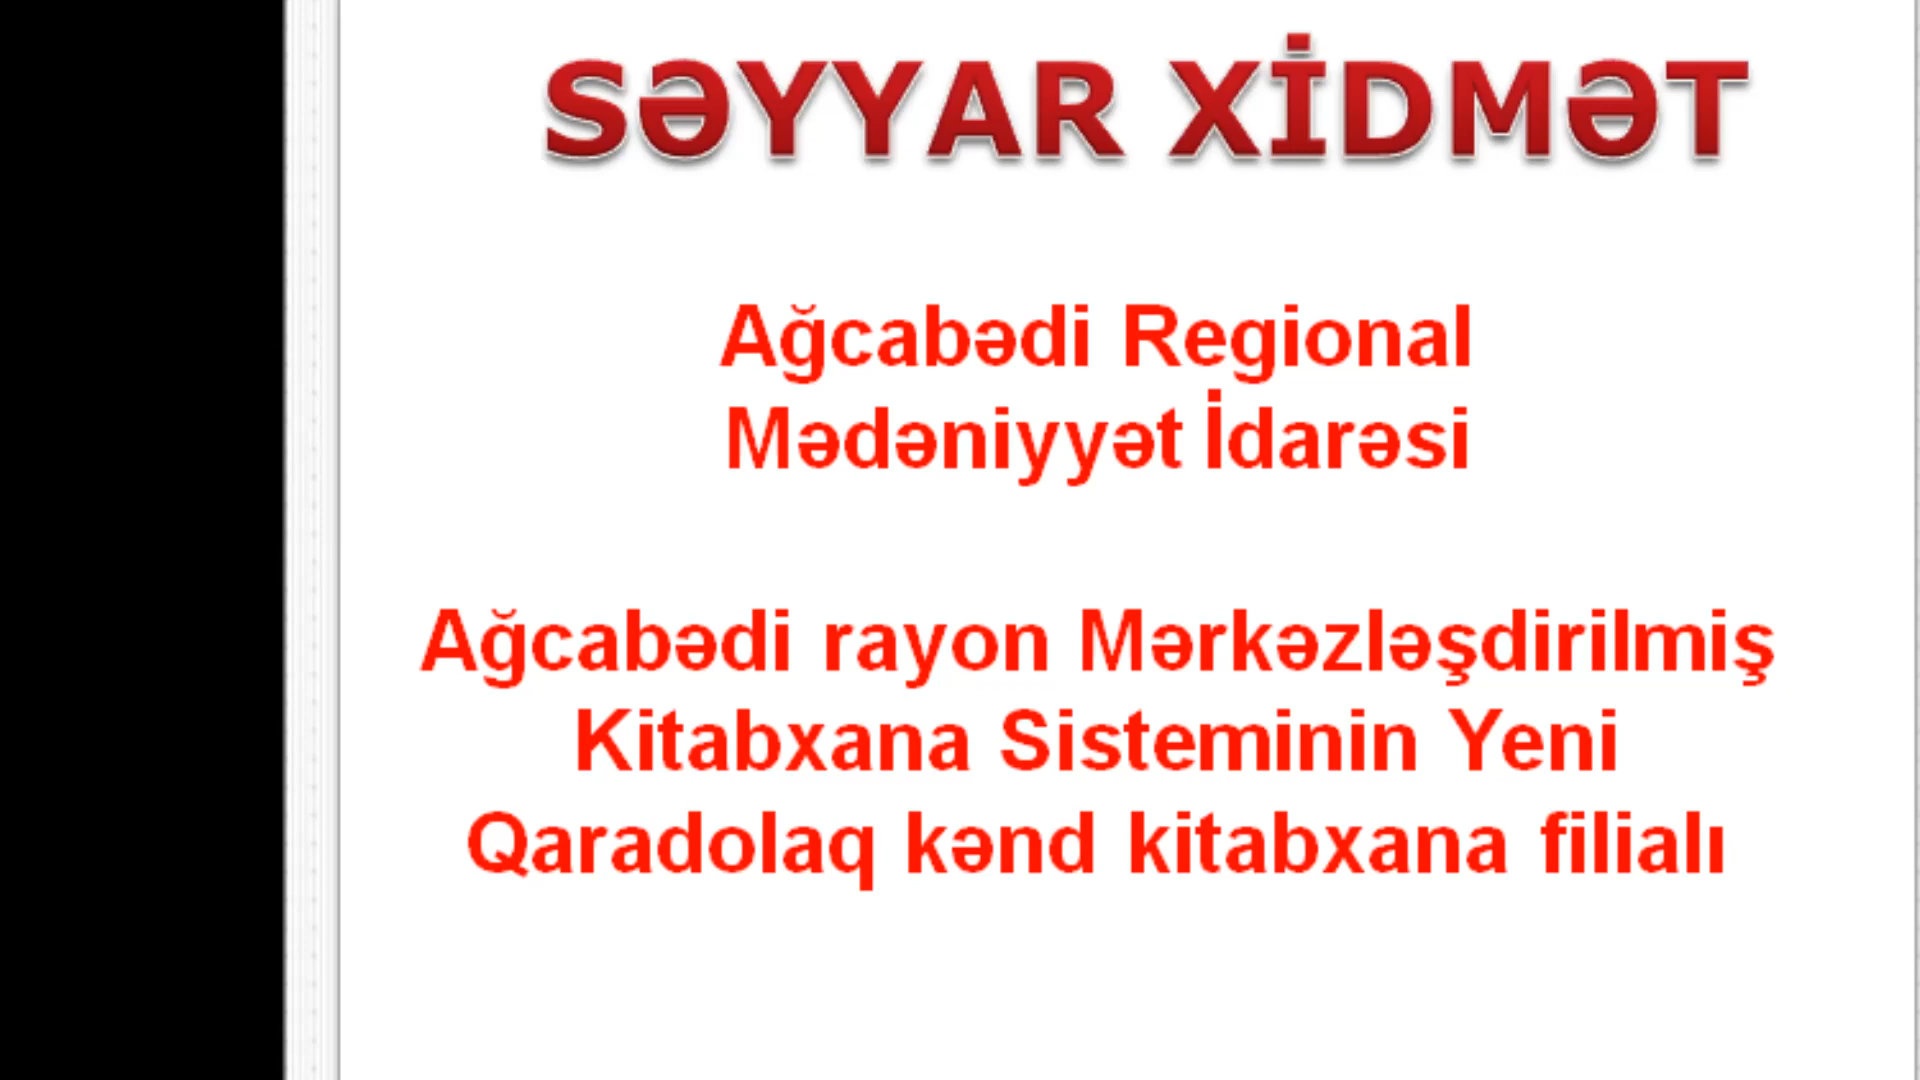 SƏYYAR XİDMƏT
Ağcabədi Regional
Mədəniyyət İdarəsi
Ağcabədi rayon Mərkəzləşdirilmiş
Kitabxana Sisteminin Yeni
Qaradolaq kənd kitabxana filialı